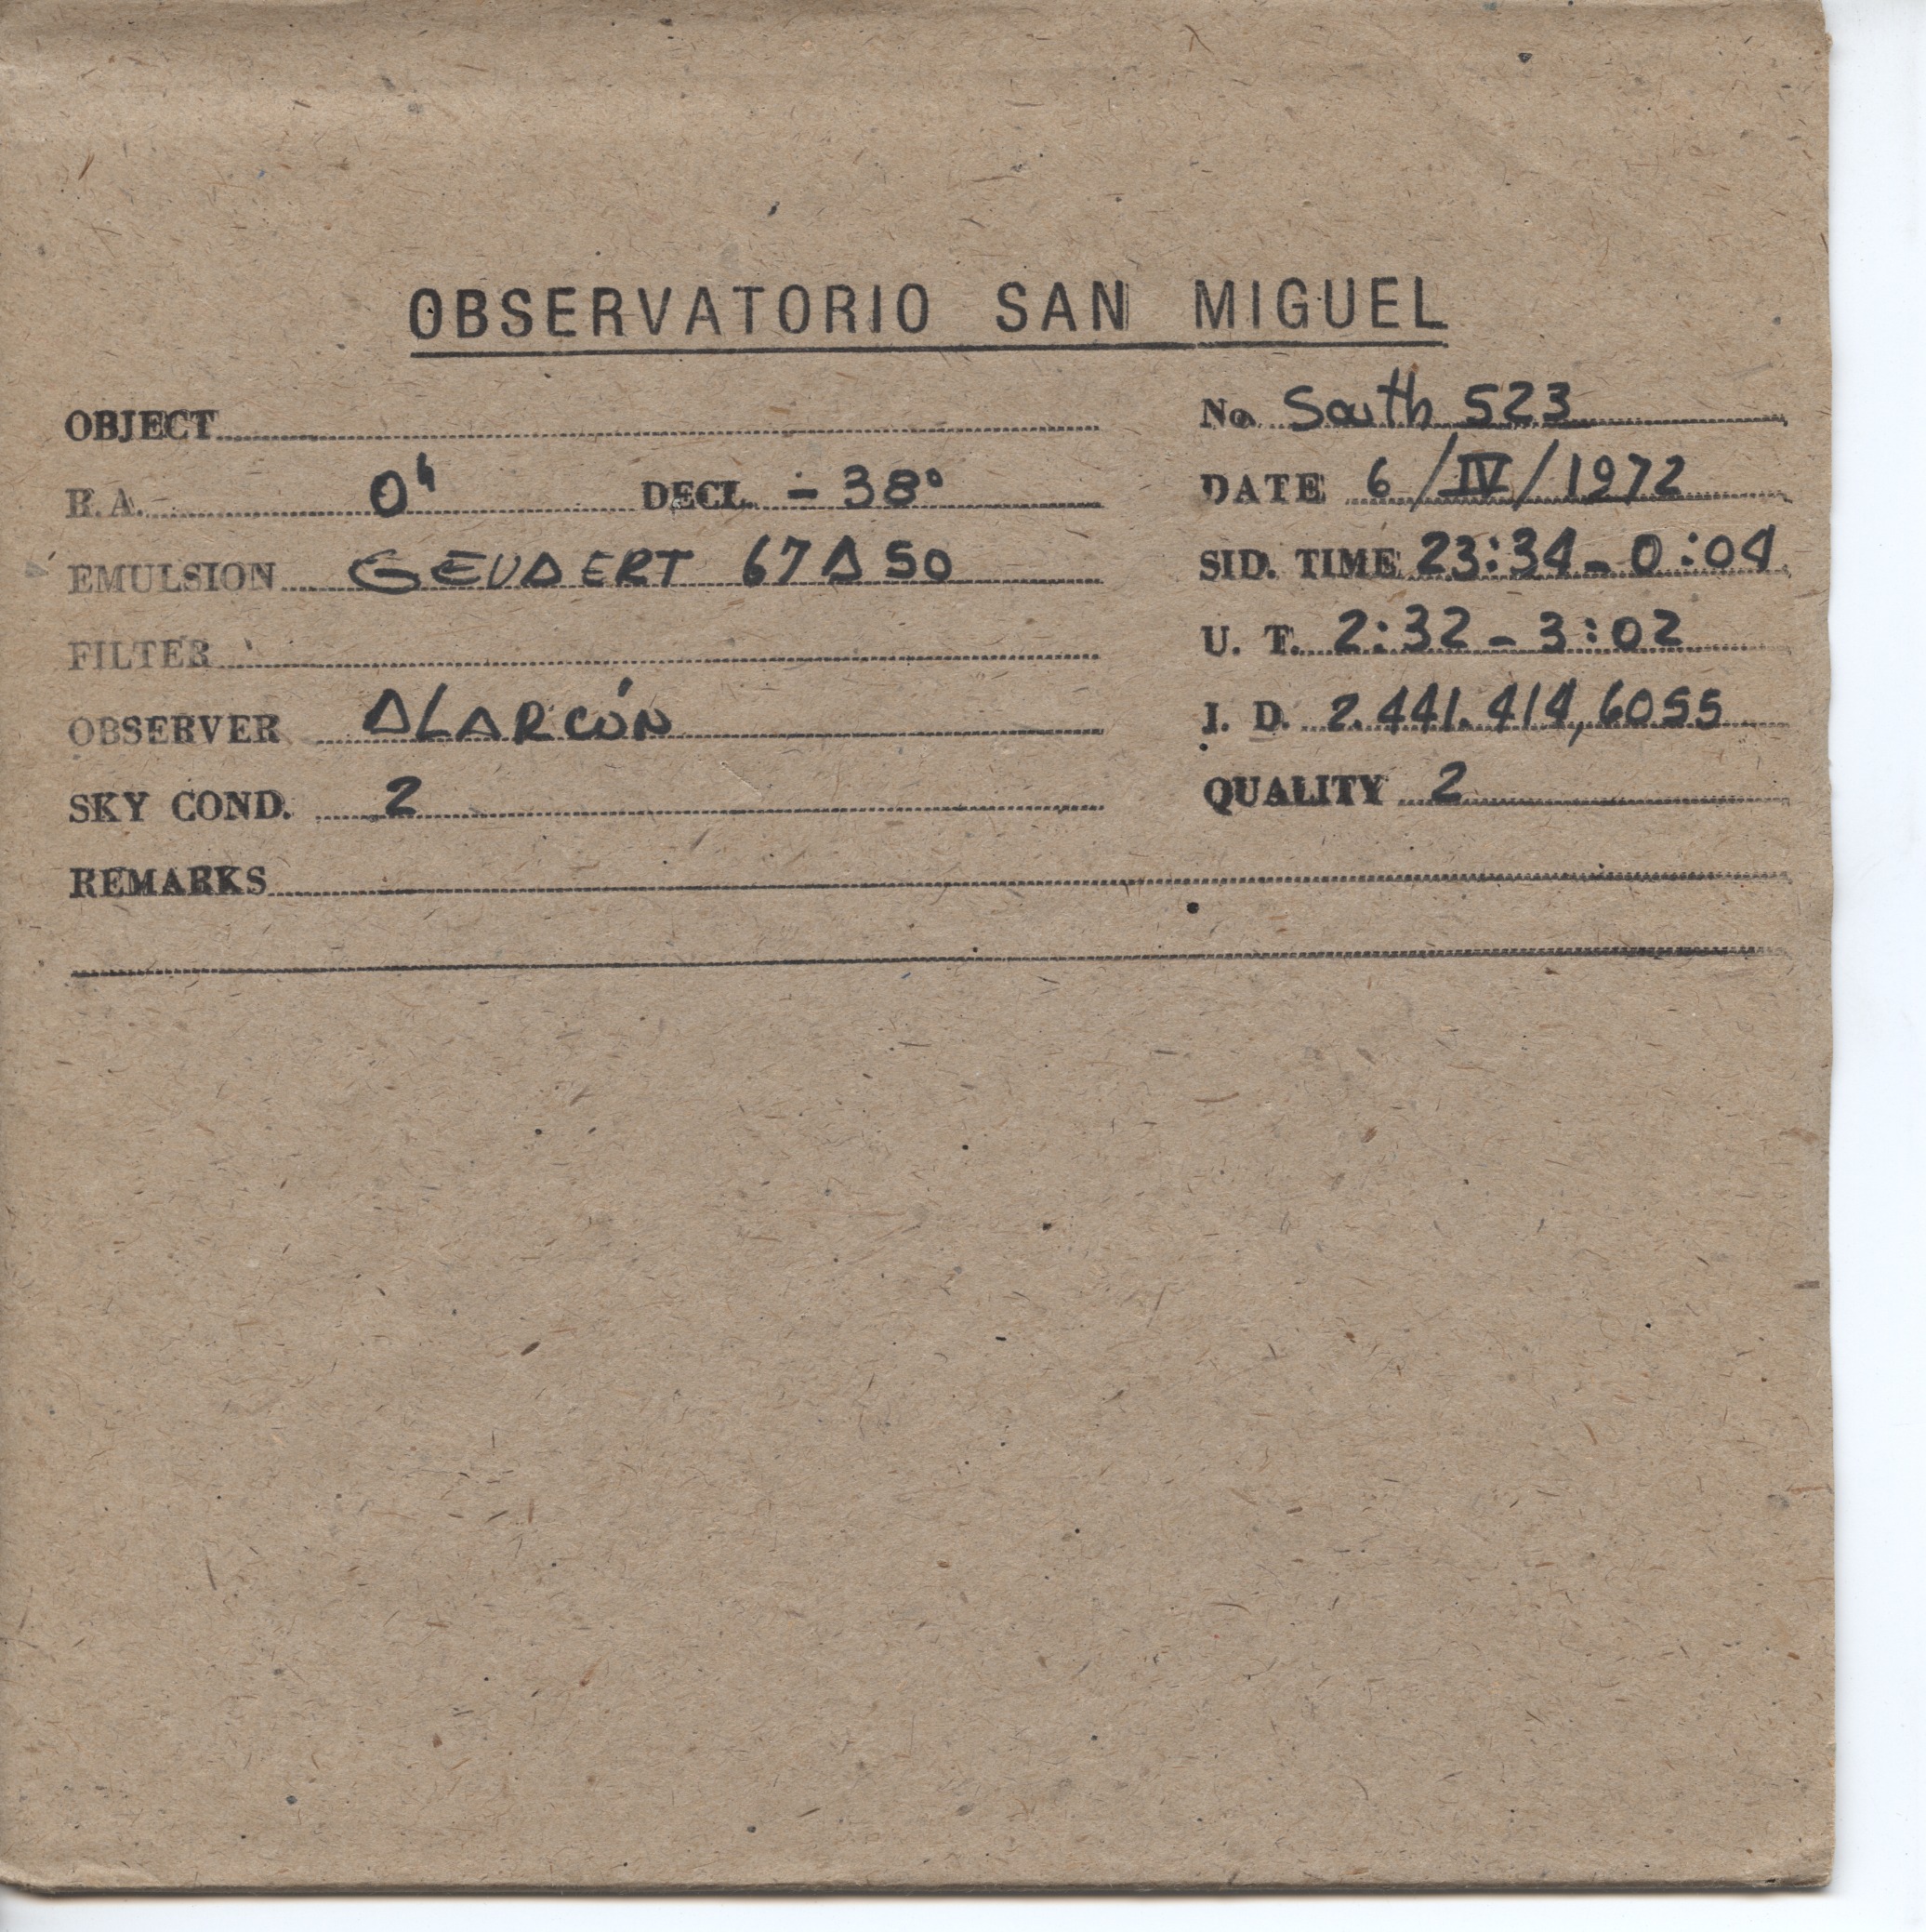 OBSERVATORIO SAN MIGUEL
OBJECT
No. South 523
R.A. 0ʰ DECL. -38°
DATE 6/IV/1972
EMULSION GEVAERT 67A50
SID. TIME 23:34-0:04
FILTER
U. T. 2:32-3:02
OBSERVER ALARCÓN
J. D. 2.441.414,6055
SKY COND. 2
QUALITY 2
REMARKS